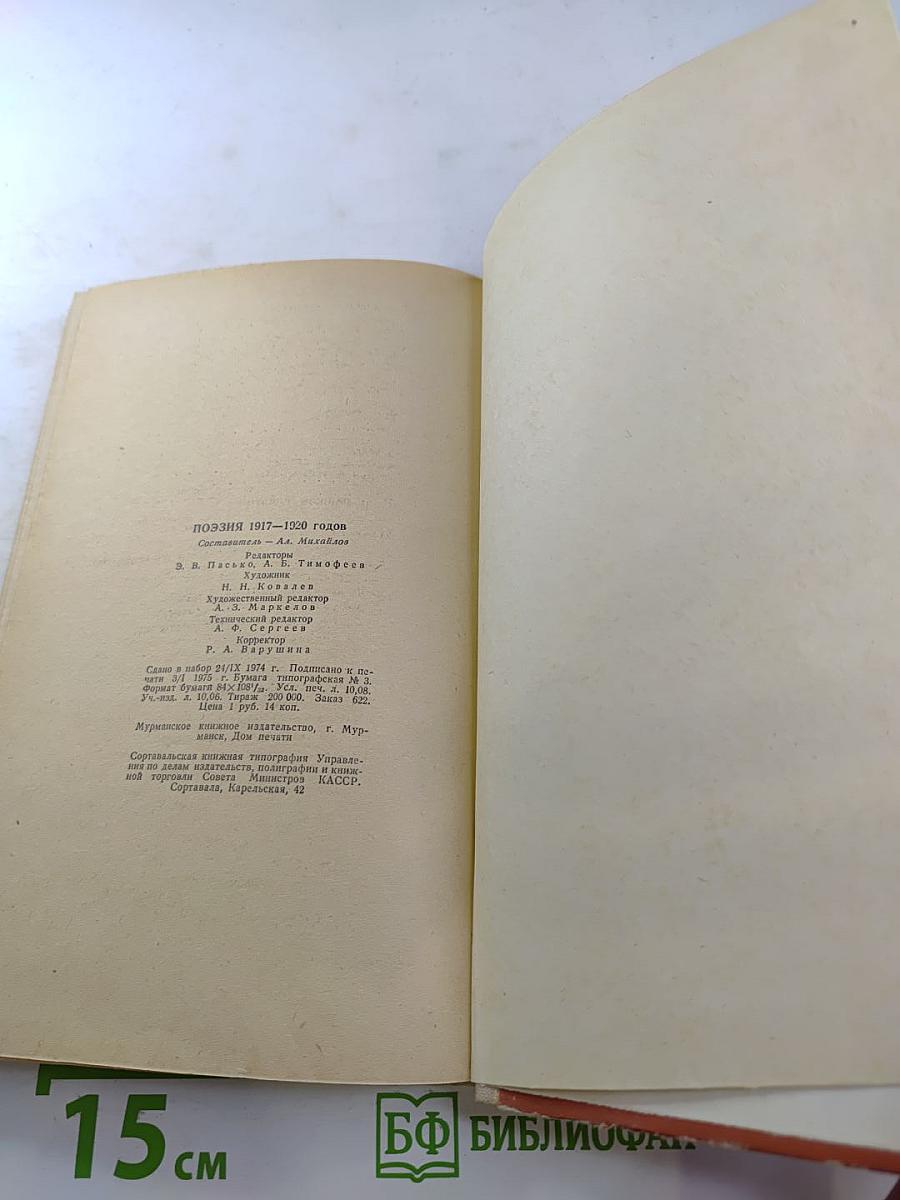 ПОЭЗИЯ 1917—1920 годов
Составитель — Ал. Михайлов
Редакторы
Э. В. Пасько, А. Б. Тимофеев
Художник
Н. Н. Ковалев
Художественный редактор
А. З. Маркелов
Технический редактор
А. Ф. Сергеев
Корректор
Р. А. Варушина
Сдано в набор 24/IX 1974 г. Подписано к пе-
чати 3/I 1975 г. Бумага типографская № 3.
Формат бумаги 84×108¹/₃₂. Усл. печ. л. 10,08.
Уч.-изд. л. 10,06. Тираж 200 000. Заказ 622.
Цена 1 руб. 14 коп.
Мурманское книжное издательство, г. Мур-
манск, Дом печати
Сортавальская книжная типография Управле-
ния по делам издательств, полиграфии и книж-
ной торговли Совета Министров КАССР.
Сортавала, Карельская, 42
15 см
БФ БИБЛИОФА